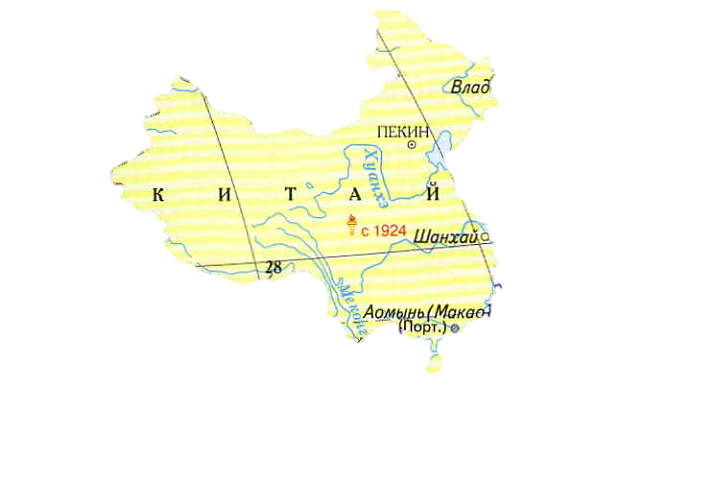 Влад
ПЕКИН
Хуанхэ
К И Т А Й
с 1924
Шанхай
28
Меконг
Аомынь (Макао)
(Порт.)